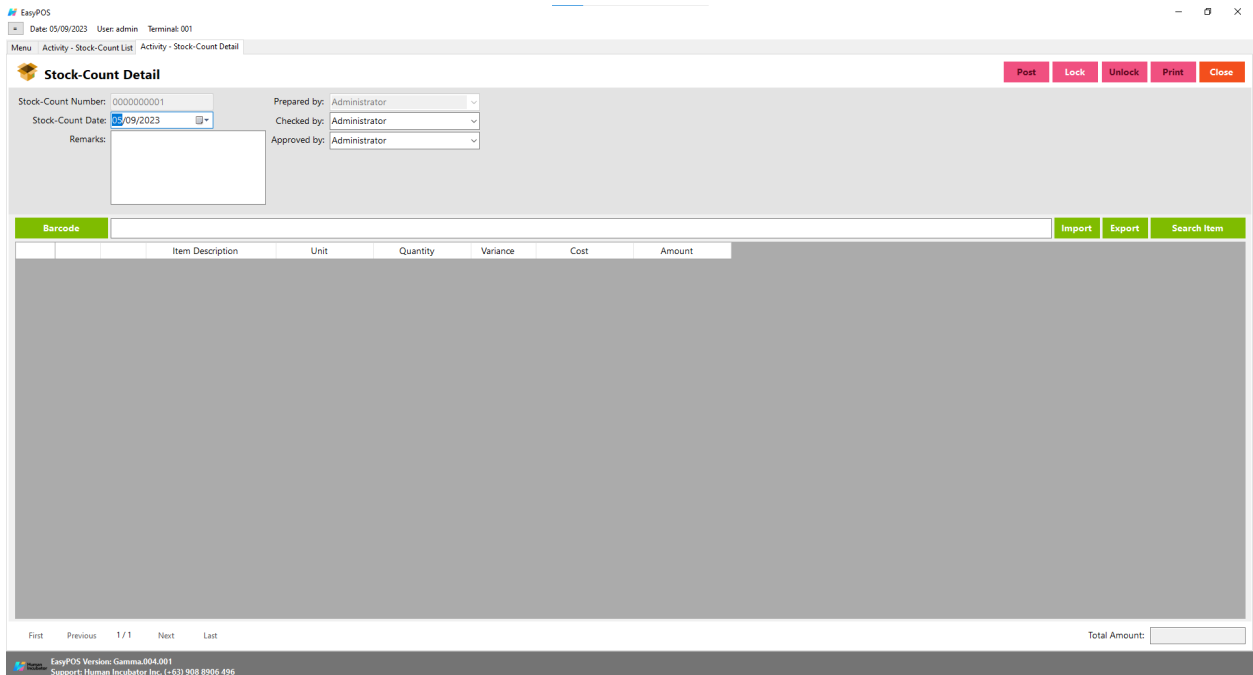 EasyPOS
Date: 05/09/2023 User: admin Terminal: 001
Menu Activity - Stock-Count List Activity - Stock-Count Detail
Stock-Count Detail Post Lock Unlock Print Close
Stock-Count Number: 0000000001 Prepared by: Administrator
Stock-Count Date: 05/09/2023 Checked by: Administrator
Remarks: Approved by: Administrator
Barcode Import Export Search Item
Item Description Unit Quantity Variance Cost Amount
First Previous 1 / 1 Next Last Total Amount:
Human Incubator EasyPOS Version: Gamma.004.001
Support: Human Incubator Inc. (+63) 908 8906 496